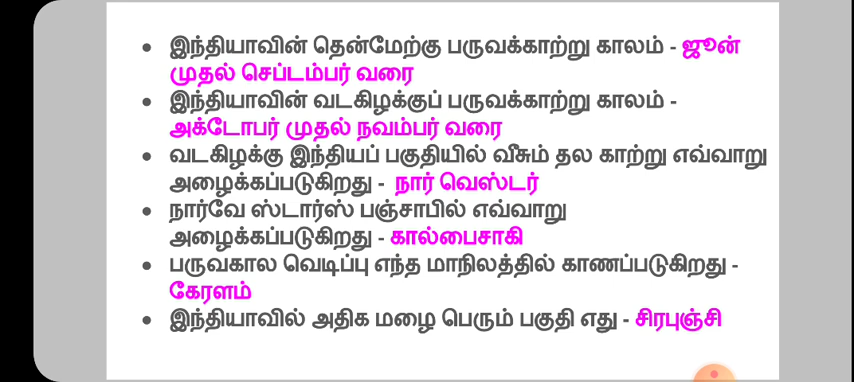 • இந்தியாவின் தென்மேற்கு பருவக்காற்று காலம் - ஜூன்
முதல் செப்டம்பர் வரை
• இந்தியாவின் வடகிழக்குப் பருவக்காற்று காலம் -
அக்டோபர் முதல் நவம்பர் வரை
• வடகிழக்கு இந்தியப் பகுதியில் வீசும் தல காற்று எவ்வாறு
அழைக்கப்படுகிறது - நார் வெஸ்டர்
• நார்வே ஸ்டார்ஸ் பஞ்சாபில் எவ்வாறு
அழைக்கப்படுகிறது - கால்பைசாகி
• பருவகால வெடிப்பு எந்த மாநிலத்தில் காணப்படுகிறது -
கேரளம்
• இந்தியாவில் அதிக மழை பெரும் பகுதி எது - சிரபுஞ்சி